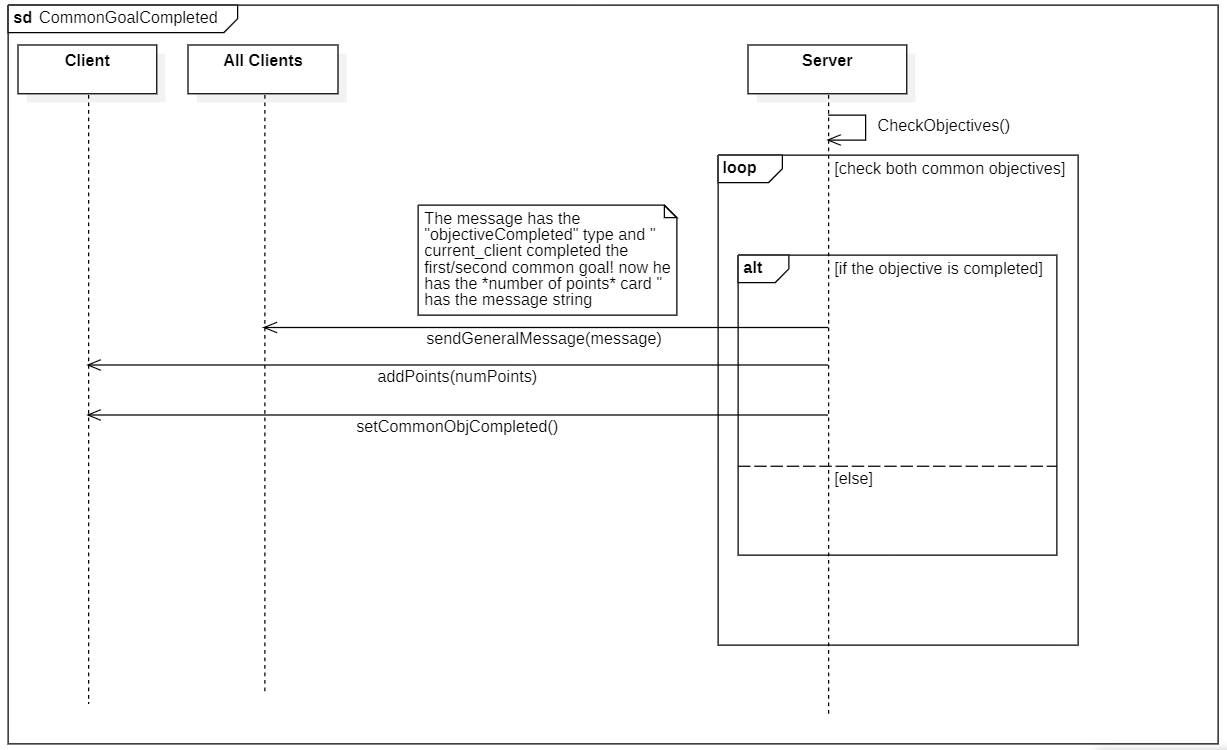 sd CommonGoalCompleted
Client
All Clients
Server
CheckObjectives()
loop
[check both common objectives]
The message has the
"objectiveCompleted" type and "
current_client completed the
first/second common goal! now he
has the *number of points* card "
has the message string
alt
[if the objective is completed]
sendGeneralMessage(message)
addPoints(numPoints)
setCommonObjCompleted()
[else]